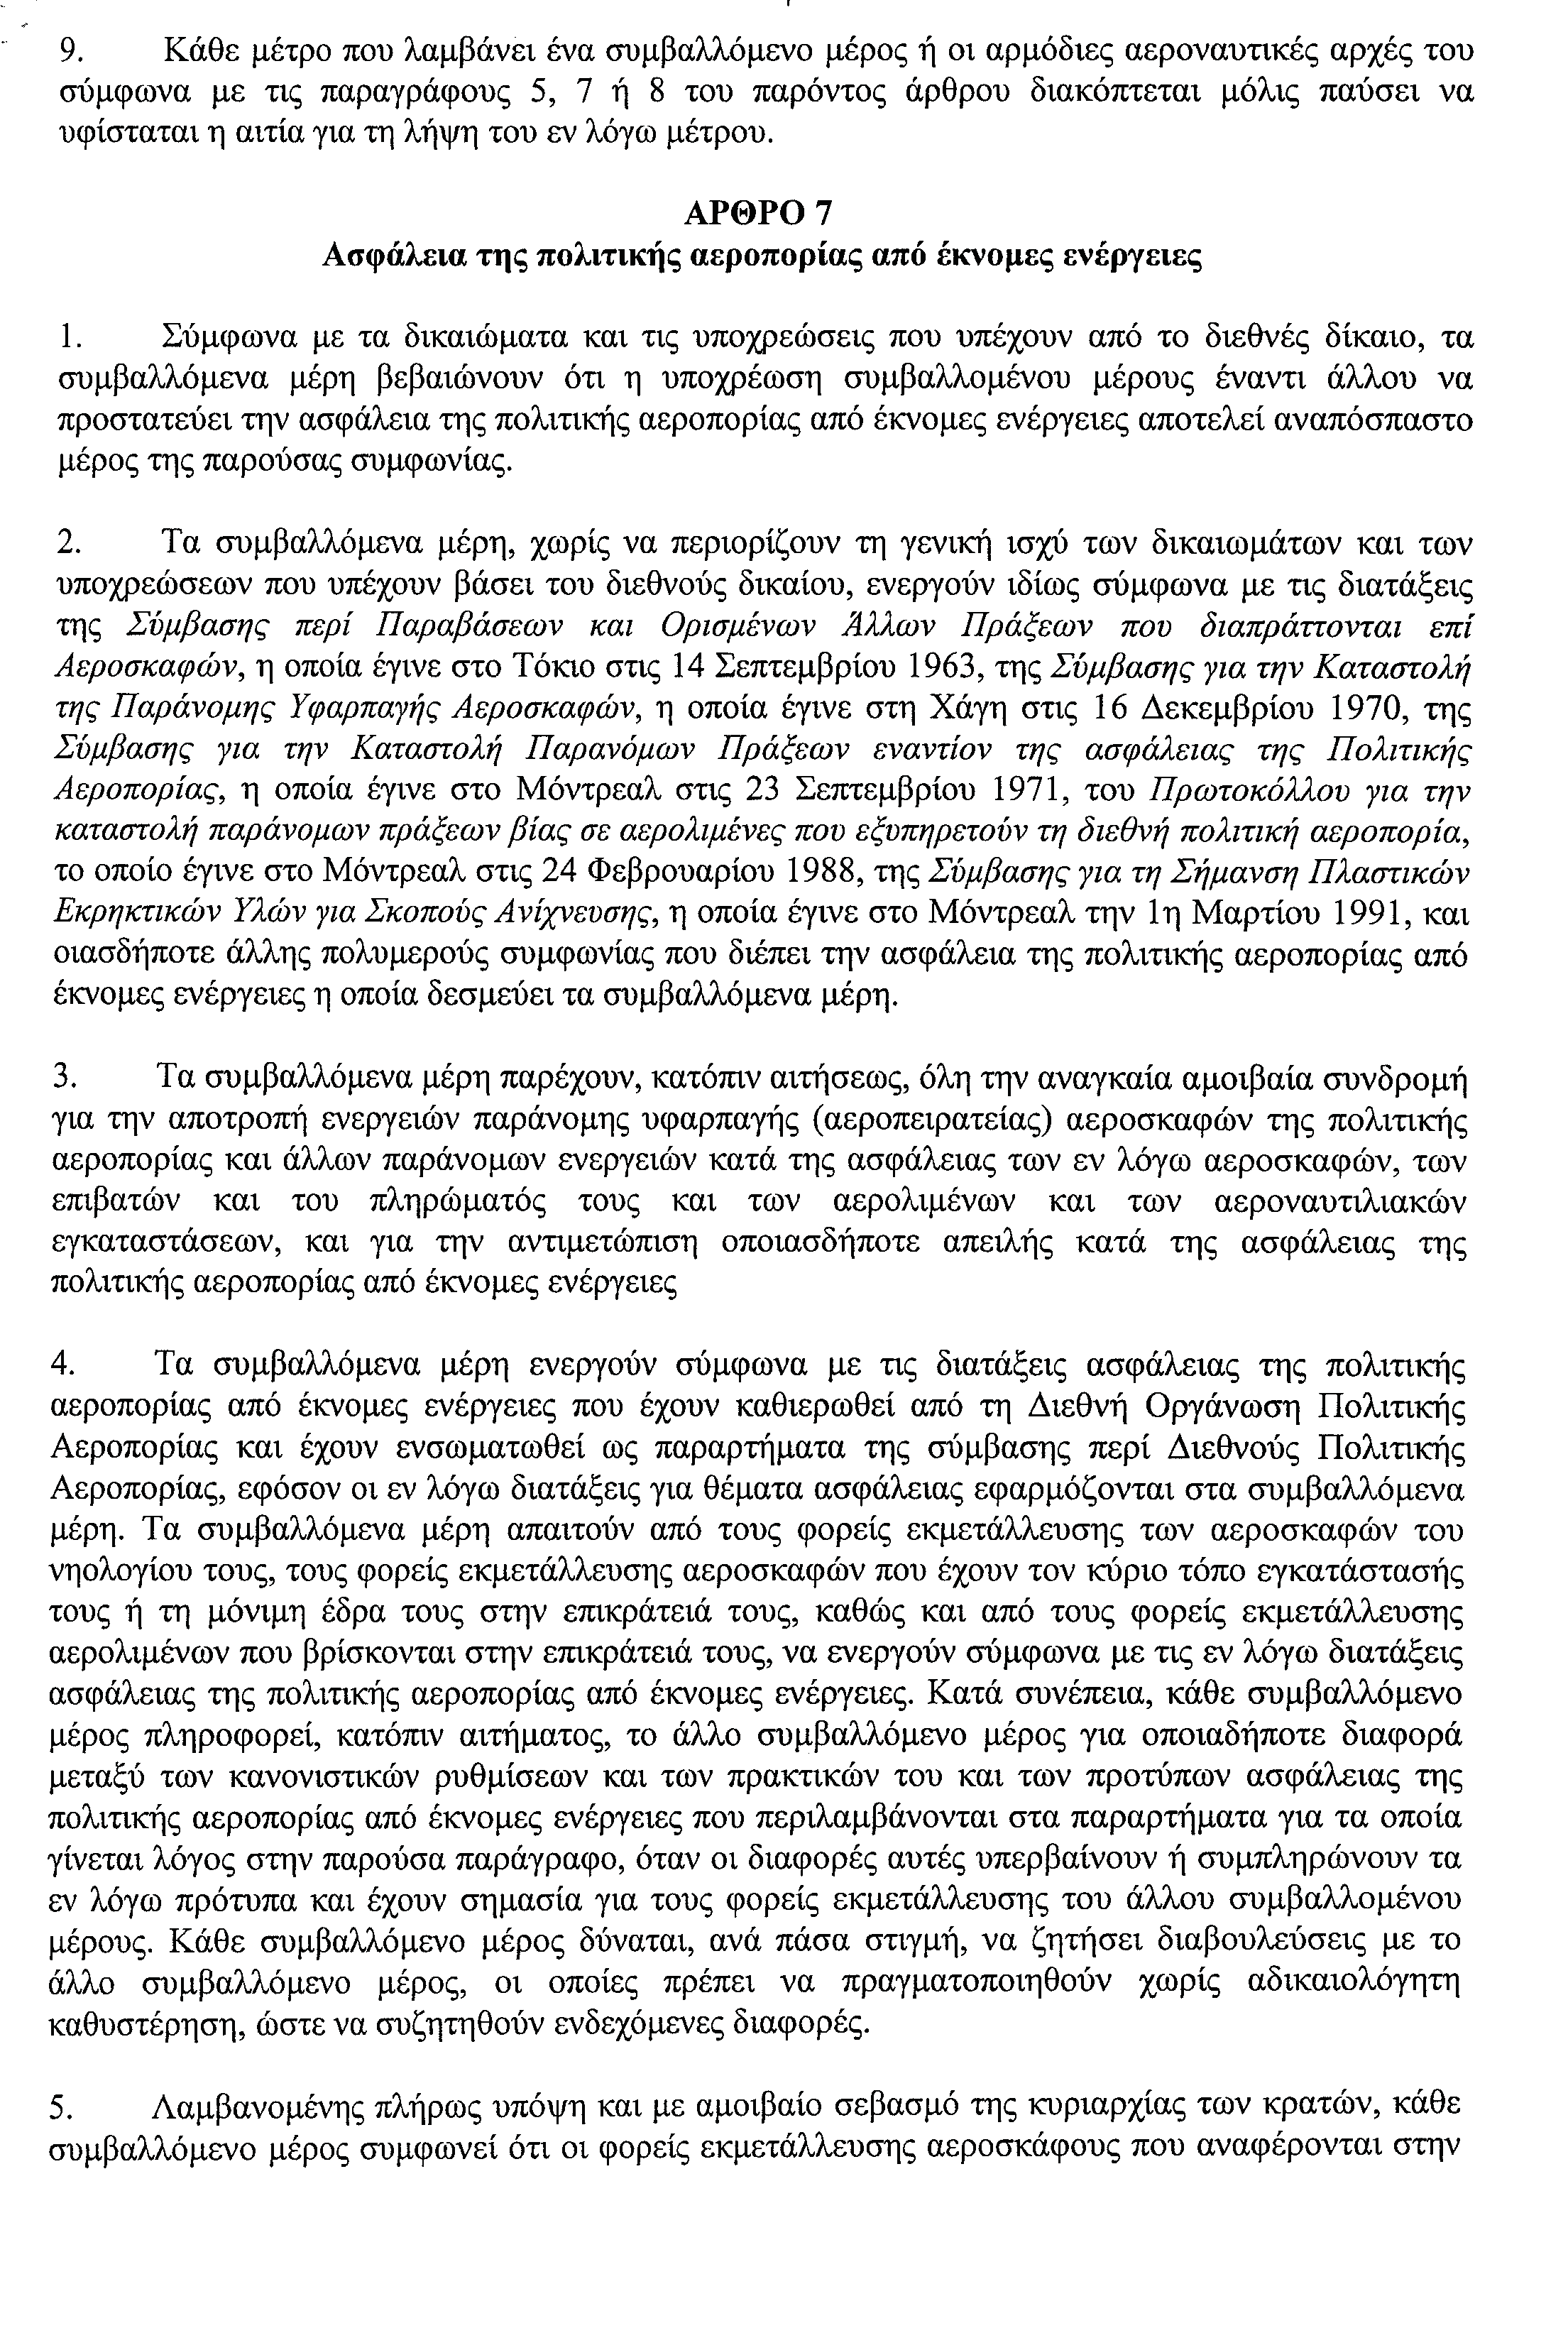 9. Κάθε μέτρο που λαμβάνει ένα συμβαλλόμενο μέρος ή οι αρμόδιες αεροναυτικές αρχές του
σύμφωνα με τις παραγράφους 5, 7 ή 8 του παρόντος άρθρου διακόπτεται μόλις παύσει να
υφίσταται η αιτία για τη λήψη του εν λόγω μέτρου.
ΑΡΘΡΟ 7
Ασφάλεια της πολιτικής αεροπορίας από έκνομες ενέργειες
1. Σύμφωνα με τα δικαιώματα και τις υποχρεώσεις που υπέχουν από το διεθνές δίκαιο, τα
συμβαλλόμενα μέρη βεβαιώνουν ότι η υποχρέωση συμβαλλομένου μέρους έναντι άλλου να
προστατεύει την ασφάλεια της πολιτικής αεροπορίας από έκνομες ενέργειες αποτελεί αναπόσπαστο
μέρος της παρούσας συμφωνίας.
2. Τα συμβαλλόμενα μέρη, χωρίς να περιορίζουν τη γενική ισχύ των δικαιωμάτων και των
υποχρεώσεων που υπέχουν βάσει του διεθνούς δικαίου, ενεργούν ιδίως σύμφωνα με τις διατάξεις
της Σύμβασης περί Παραβάσεων και Ορισμένων Άλλων Πράξεων που διαπράττονται επί
Αεροσκαφών, η οποία έγινε στο Τόκιο στις 14 Σεπτεμβρίου 1963, της Σύμβασης για την Καταστολή
της Παράνομης Υφαρπαγής Αεροσκαφών, η οποία έγινε στη Χάγη στις 16 Δεκεμβρίου 1970, της
Σύμβασης για την Καταστολή Παρανόμων Πράξεων εναντίον της ασφάλειας της Πολιτικής
Αεροπορίας, η οποία έγινε στο Μόντρεαλ στις 23 Σεπτεμβρίου 1971, του Πρωτοκόλλου για την
καταστολή παράνομων πράξεων βίας σε αερολιμένες που εξυπηρετούν τη διεθνή πολιτική αεροπορία,
το οποίο έγινε στο Μόντρεαλ στις 24 Φεβρουαρίου 1988, της Σύμβασης για τη Σήμανση Πλαστικών
Εκρηκτικών Υλών για Σκοπούς Ανίχνευσης, η οποία έγινε στο Μόντρεαλ την 1η Μαρτίου 1991, και
οιασδήποτε άλλης πολυμερούς συμφωνίας που διέπει την ασφάλεια της πολιτικής αεροπορίας από
έκνομες ενέργειες η οποία δεσμεύει τα συμβαλλόμενα μέρη.
3. Τα συμβαλλόμενα μέρη παρέχουν, κατόπιν αιτήσεως, όλη την αναγκαία αμοιβαία συνδρομή
για την αποτροπή ενεργειών παράνομης υφαρπαγής (αεροπειρατείας) αεροσκαφών της πολιτικής
αεροπορίας και άλλων παράνομων ενεργειών κατά της ασφάλειας των εν λόγω αεροσκαφών, των
επιβατών και του πληρώματός τους και των αερολιμένων και των αεροναυτιλιακών
εγκαταστάσεων, και για την αντιμετώπιση οποιασδήποτε απειλής κατά της ασφάλειας της
πολιτικής αεροπορίας από έκνομες ενέργειες
4. Τα συμβαλλόμενα μέρη ενεργούν σύμφωνα με τις διατάξεις ασφάλειας της πολιτικής
αεροπορίας από έκνομες ενέργειες που έχουν καθιερωθεί από τη Διεθνή Οργάνωση Πολιτικής
Αεροπορίας και έχουν ενσωματωθεί ως παραρτήματα της σύμβασης περί Διεθνούς Πολιτικής
Αεροπορίας, εφόσον οι εν λόγω διατάξεις για θέματα ασφάλειας εφαρμόζονται στα συμβαλλόμενα
μέρη. Τα συμβαλλόμενα μέρη απαιτούν από τους φορείς εκμετάλλευσης των αεροσκαφών του
νηολογίου τους, τους φορείς εκμετάλλευσης αεροσκαφών που έχουν τον κύριο τόπο εγκατάστασής
τους ή τη μόνιμη έδρα τους στην επικράτειά τους, καθώς και από τους φορείς εκμετάλλευσης
αερολιμένων που βρίσκονται στην επικράτειά τους, να ενεργούν σύμφωνα με τις εν λόγω διατάξεις
ασφάλειας της πολιτικής αεροπορίας από έκνομες ενέργειες. Κατά συνέπεια, κάθε συμβαλλόμενο
μέρος πληροφορεί, κατόπιν αιτήματος, το άλλο συμβαλλόμενο μέρος για οποιαδήποτε διαφορά
μεταξύ των κανονιστικών ρυθμίσεων και των πρακτικών του και των προτύπων ασφάλειας της
πολιτικής αεροπορίας από έκνομες ενέργειες που περιλαμβάνονται στα παραρτήματα για τα οποία
γίνεται λόγος στην παρούσα παράγραφο, όταν οι διαφορές αυτές υπερβαίνουν ή συμπληρώνουν τα
εν λόγω πρότυπα και έχουν σημασία για τους φορείς εκμετάλλευσης του άλλου συμβαλλομένου
μέρους. Κάθε συμβαλλόμενο μέρος δύναται, ανά πάσα στιγμή, να ζητήσει διαβουλεύσεις με το
άλλο συμβαλλόμενο μέρος, οι οποίες πρέπει να πραγματοποιηθούν χωρίς αδικαιολόγητη
καθυστέρηση, ώστε να συζητηθούν ενδεχόμενες διαφορές.
5. Λαμβανομένης πλήρως υπόψη και με αμοιβαίο σεβασμό της κυριαρχίας των κρατών, κάθε
συμβαλλόμενο μέρος συμφωνεί ότι οι φορείς εκμετάλλευσης αεροσκάφους που αναφέρονται στην